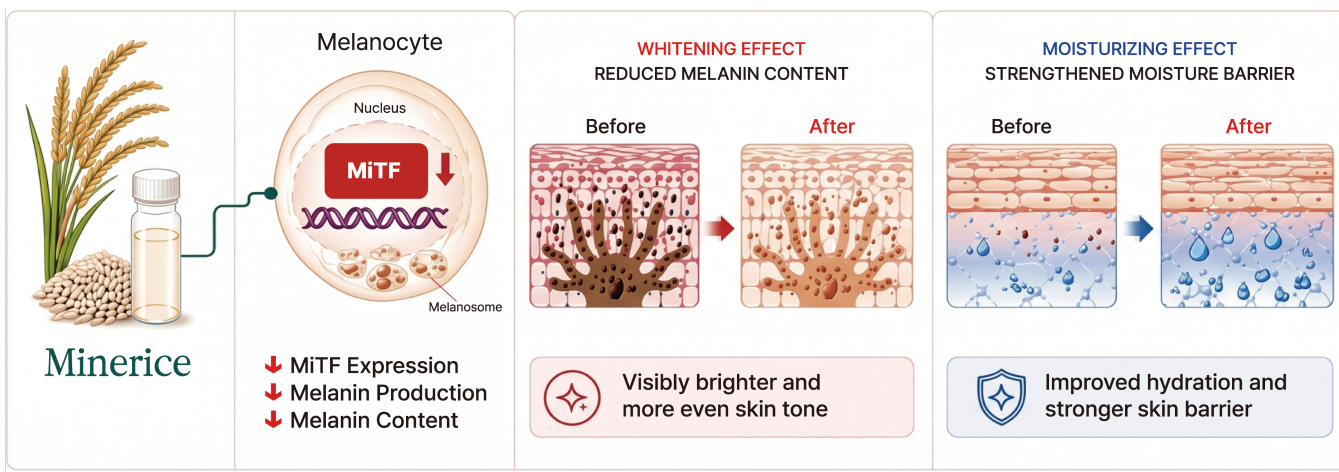 Minerice
Melanocyte
Nucleus
MiTF
Melanosome
MiTF Expression
Melanin Production
Melanin Content
WHITENING EFFECT
REDUCED MELANIN CONTENT
Before
After
Visibly brighter and
more even skin tone
MOISTURIZING EFFECT
STRENGTHENED MOISTURE BARRIER
Before
After
Improved hydration and
stronger skin barrier